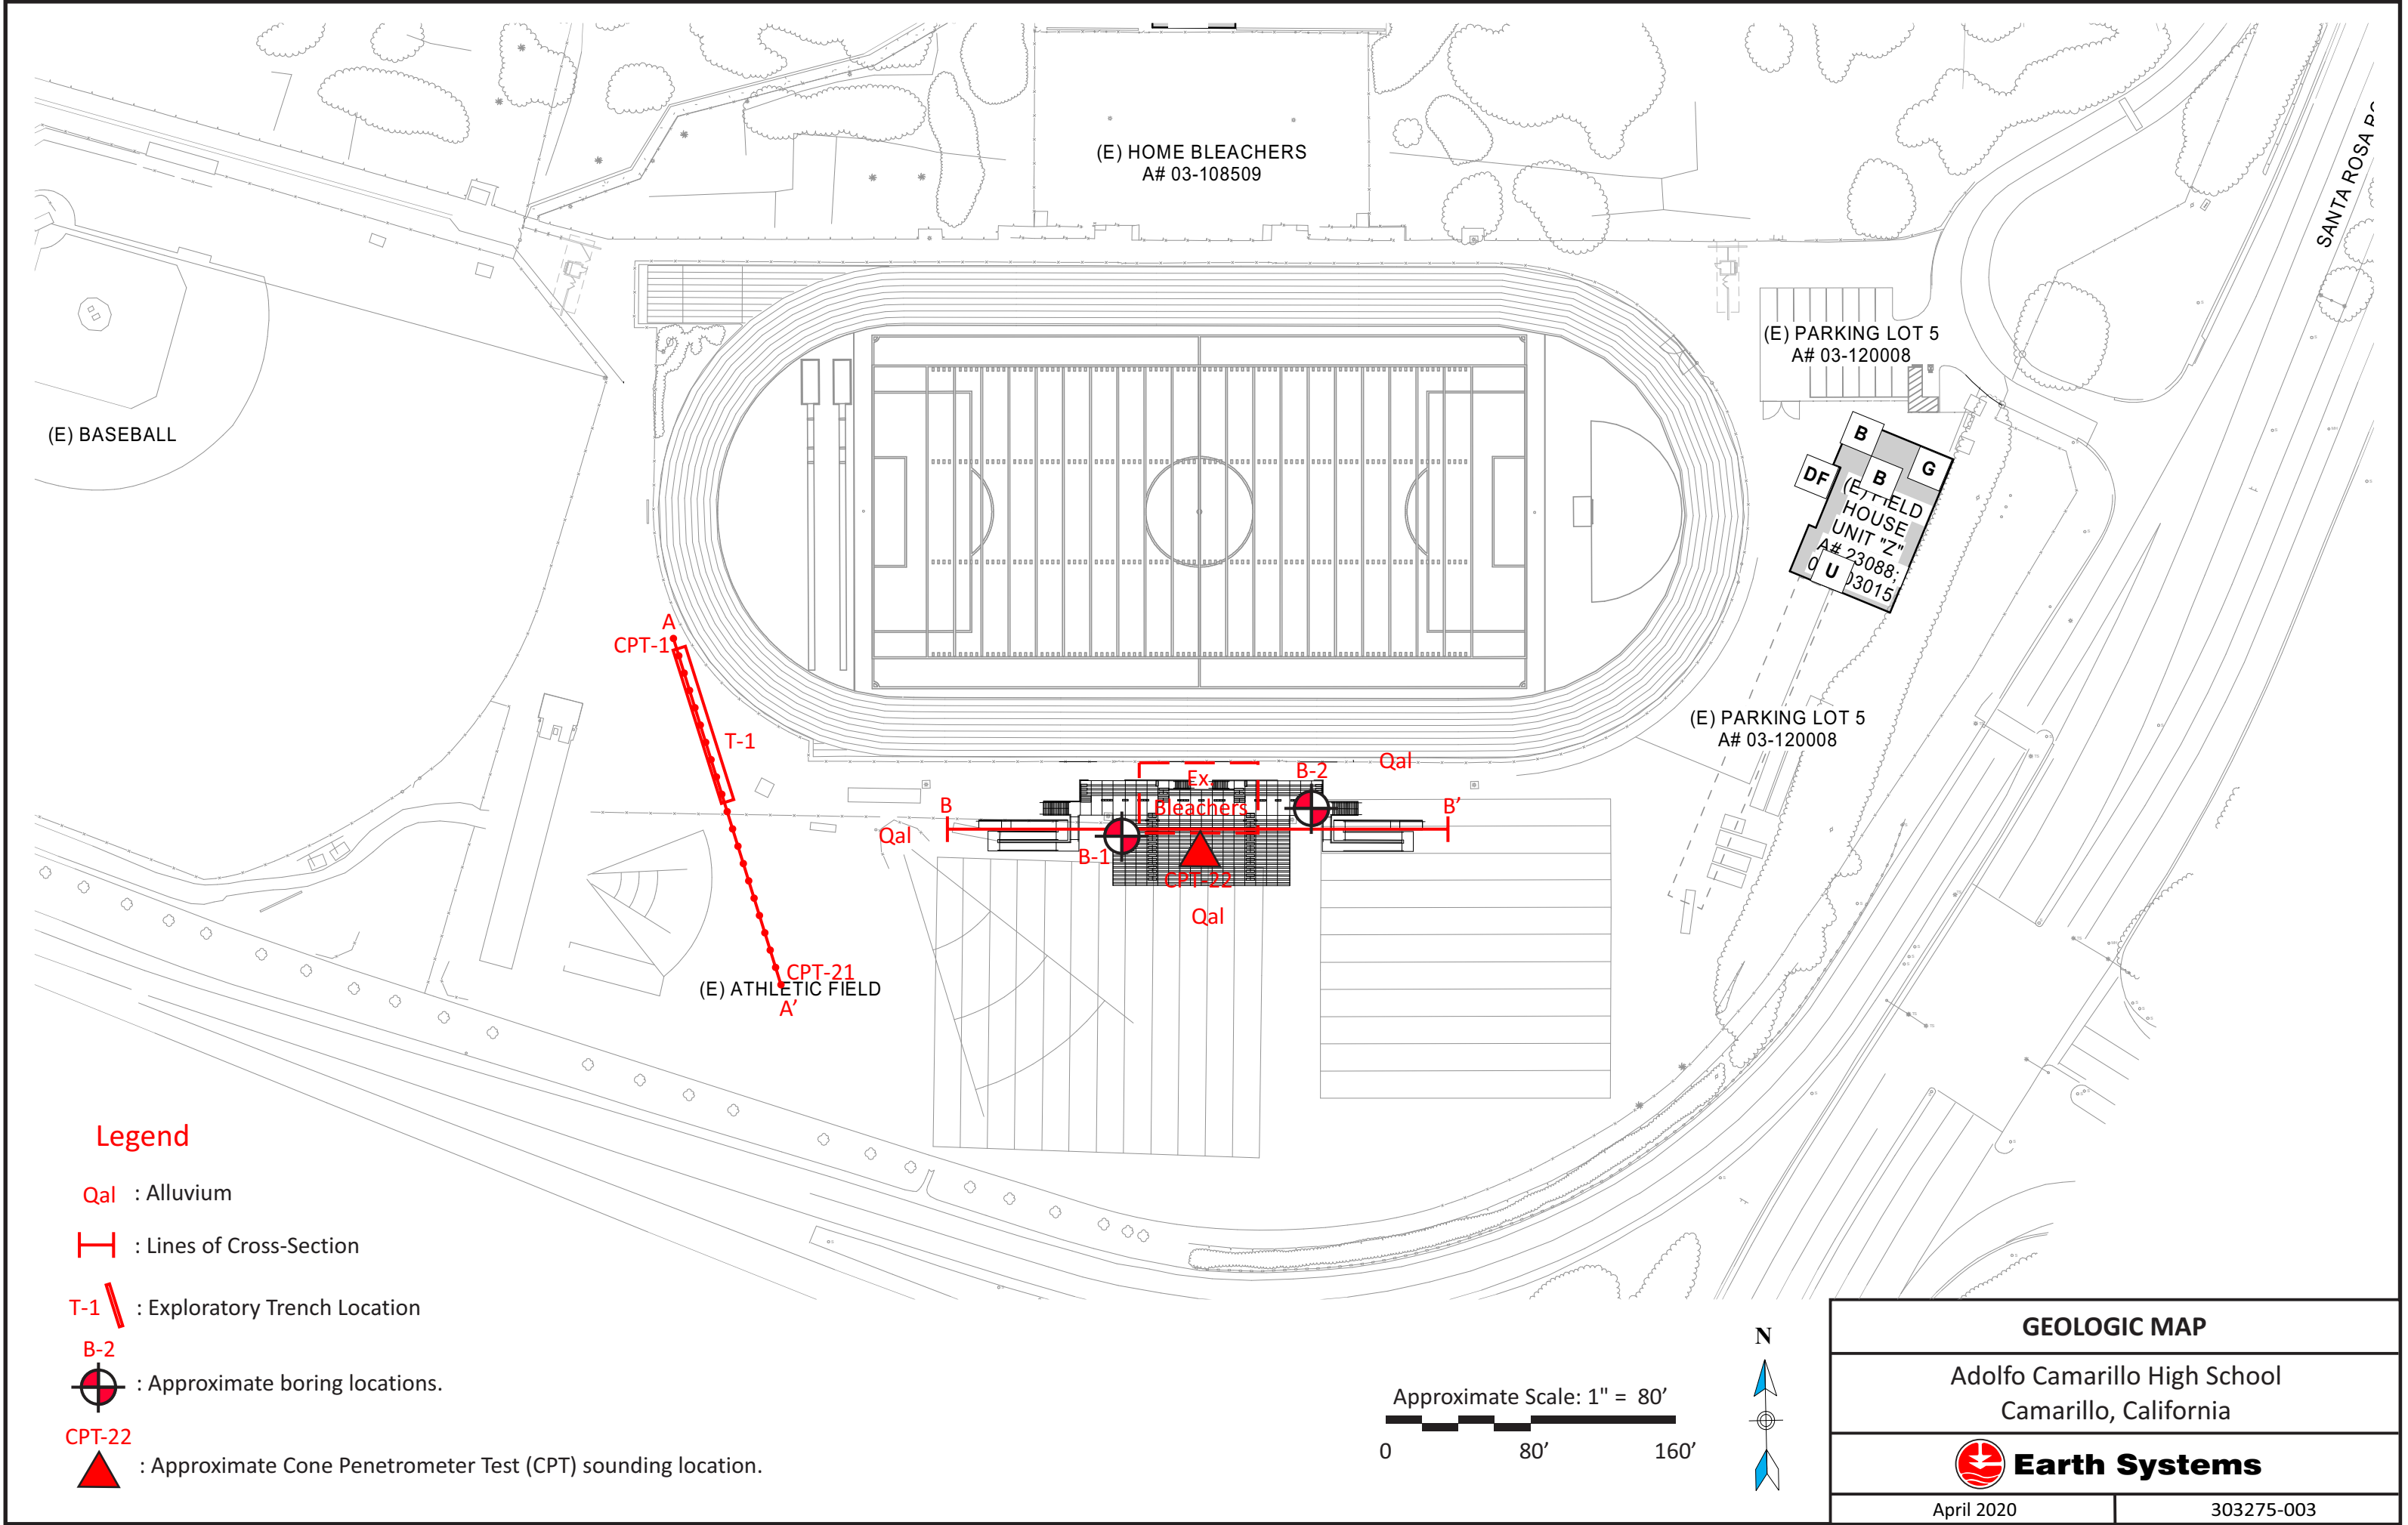 (E) HOME BLEACHERS
A# 03-108509
SANTA ROSA
(E) PARKING LOT 5
A# 03-120008
(E) BASEBALL
B
G
DF
B
(E) FIELD
HOUSE
UNIT "Z"
A# 23088;
U
03015
A
CPT-1
T-1
(E) PARKING LOT 5
A# 03-120008
Qal
Ex.
Bleachers
B-2
B
B'
Qal
B-1
CPT-22
Qal
CPT-21
(E) ATHLETIC FIELD
A'
Legend
Qal : Alluvium
: Lines of Cross-Section
T-1 : Exploratory Trench Location
B-2
: Approximate boring locations.
CPT-22
: Approximate Cone Penetrometer Test (CPT) sounding location.
Approximate Scale: 1" = 80'
0 80' 160'
N
GEOLOGIC MAP
Adolfo Camarillo High School
Camarillo, California
Earth Systems
April 2020 303275-003